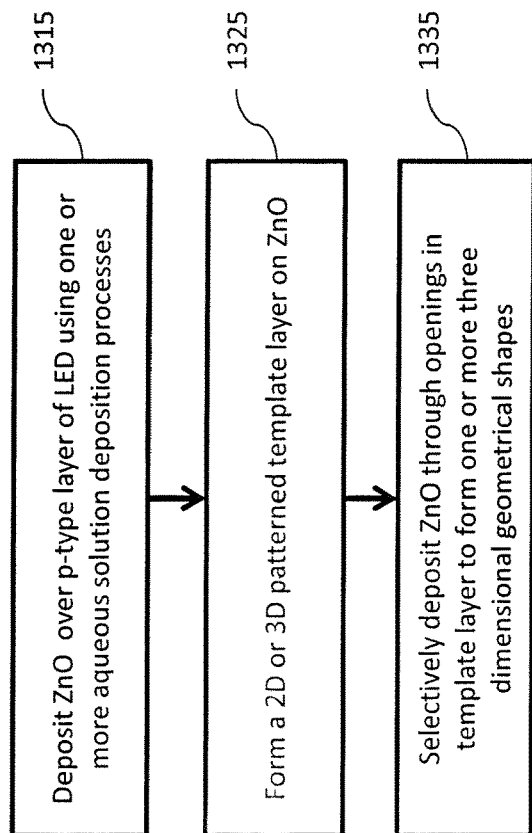 Deposit ZnO over p-type layer of LED using one or
more aqueous solution deposition processes
1315
Form a 2D or 3D patterned template layer on ZnO
1325
Selectively deposit ZnO through openings in
template layer to form one or more three
dimensional geometrical shapes
1335